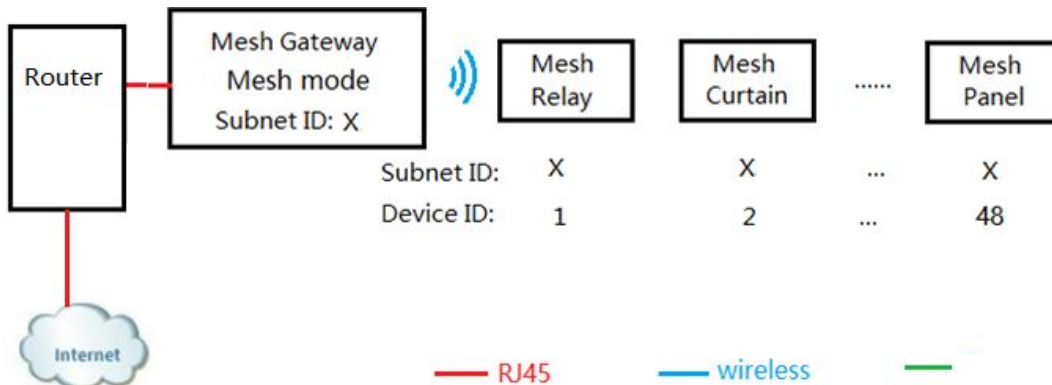 Router
Mesh Gateway
Mesh mode
Subnet ID: X
Mesh
Relay
Mesh
Curtain
......
Mesh
Panel
Subnet ID: X X ... X
Device ID: 1 2 ... 48
Internet
RJ45 wireless